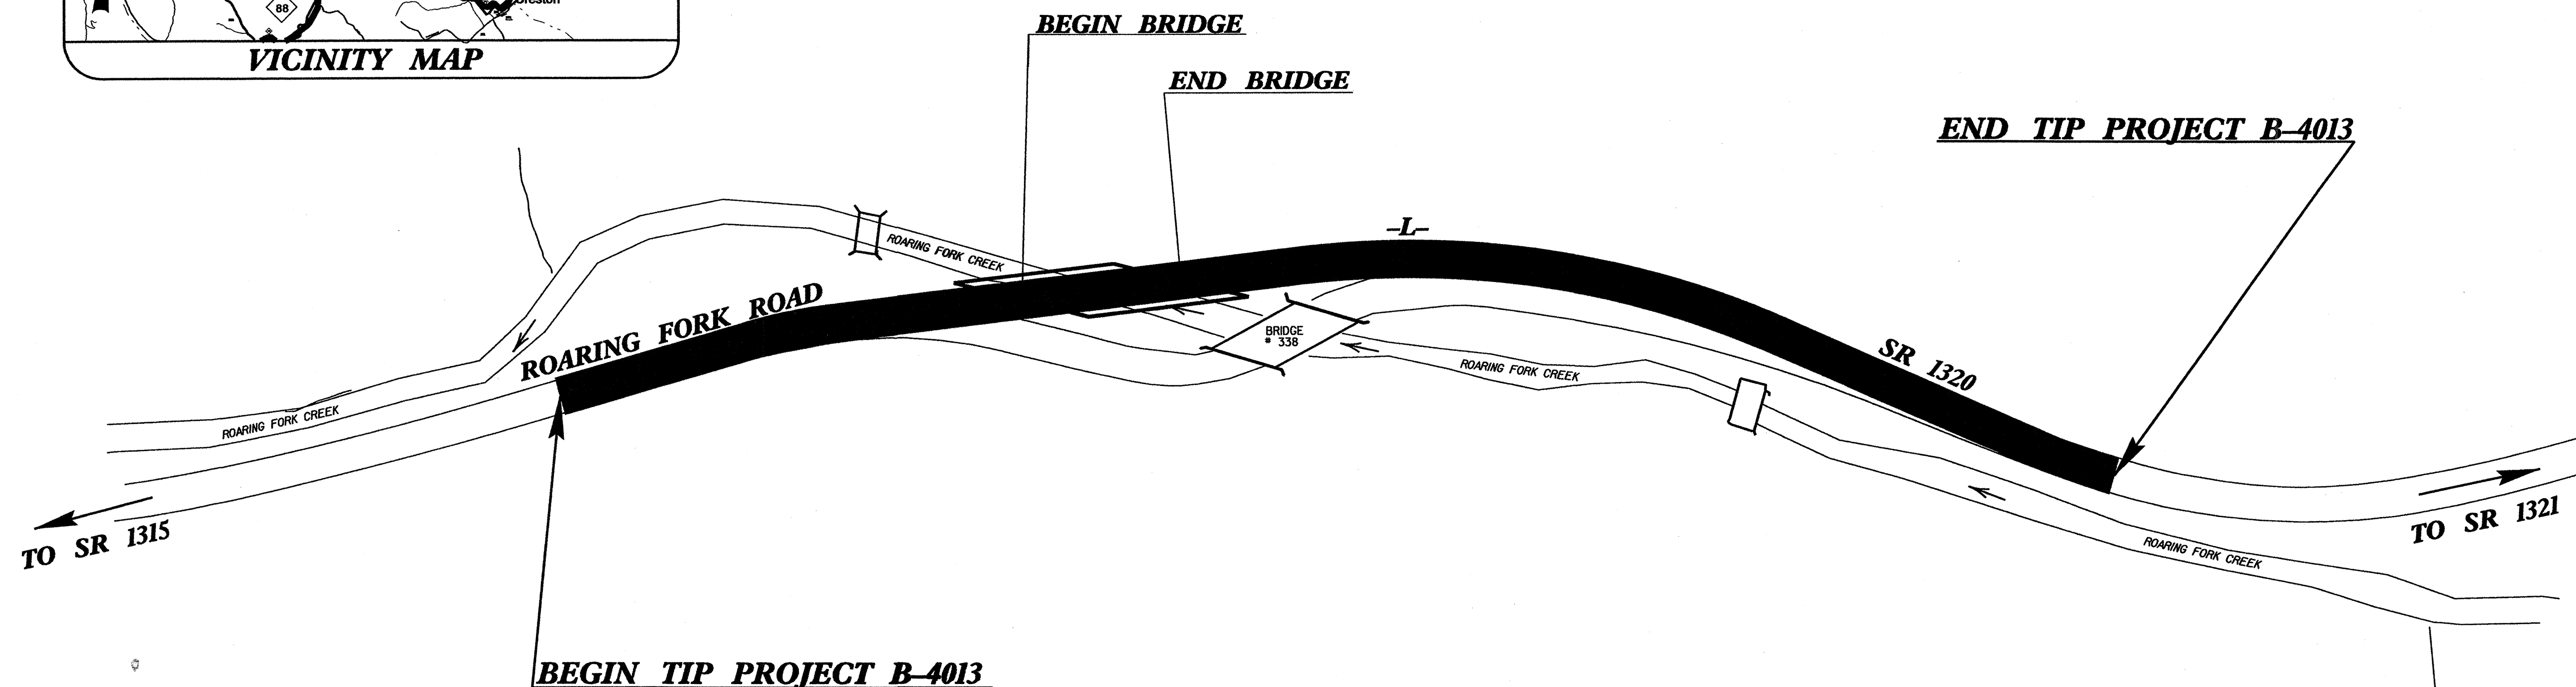 88
Creston
VICINITY MAP
BEGIN BRIDGE
END BRIDGE
END TIP PROJECT B–4013
–L–
ROARING FORK CREEK
ROARING FORK ROAD
BRIDGE
# 338
ROARING FORK CREEK
SR 1320
ROARING FORK CREEK
TO SR 1315
TO SR 1321
ROARING FORK CREEK
BEGIN TIP PROJECT B–4013